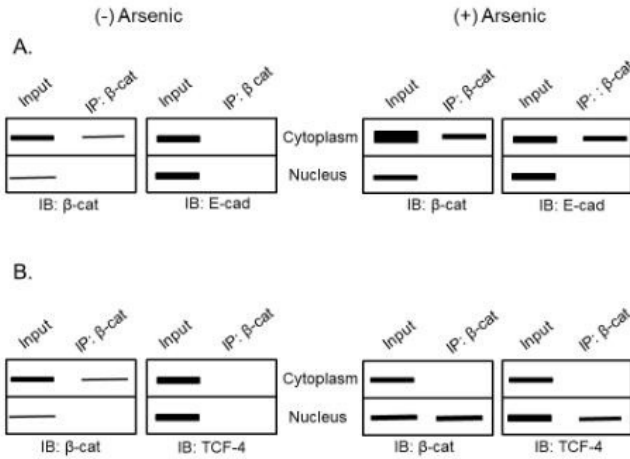 (-) Arsenic (+) Arsenic
A.
Input IP: β-cat Input IP: β cat Input IP: β-cat Input IP: : β-cat
Cytoplasm
Nucleus
IB: β-cat IB: E-cad IB: β-cat IB: E-cad
B.
Input IP: β-cat Input IP: β-cat Input IP: β-cat Input IP: β-cat
Cytoplasm
Nucleus
IB: β-cat IB: TCF-4 IB: β-cat IB: TCF-4